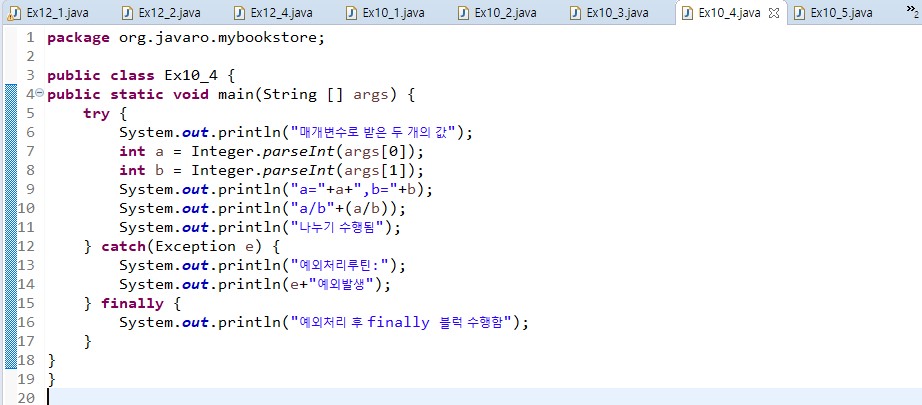 Ex12_1.java Ex12_2.java Ex12_4.java Ex10_1.java Ex10_2.java Ex10_3.java Ex10_4.java Ex10_5.java »2
1 package org.javaro.mybookstore;
2
3 public class Ex10_4 {
4 public static void main(String [] args) {
5     try {
6         System.out.println("매개변수로 받은 두 개의 값");
7         int a = Integer.parseInt(args[0]);
8         int b = Integer.parseInt(args[1]);
9         System.out.println("a="+a+",b="+b);
10         System.out.println("a/b"+(a/b));
11         System.out.println("나누기 수행됨");
12     } catch(Exception e) {
13         System.out.println("예외처리루틴:");
14         System.out.println(e+"예외발생");
15     } finally {
16         System.out.println("예외처리 후 finally 블럭 수행함");
17     }
18 }
19 }
20